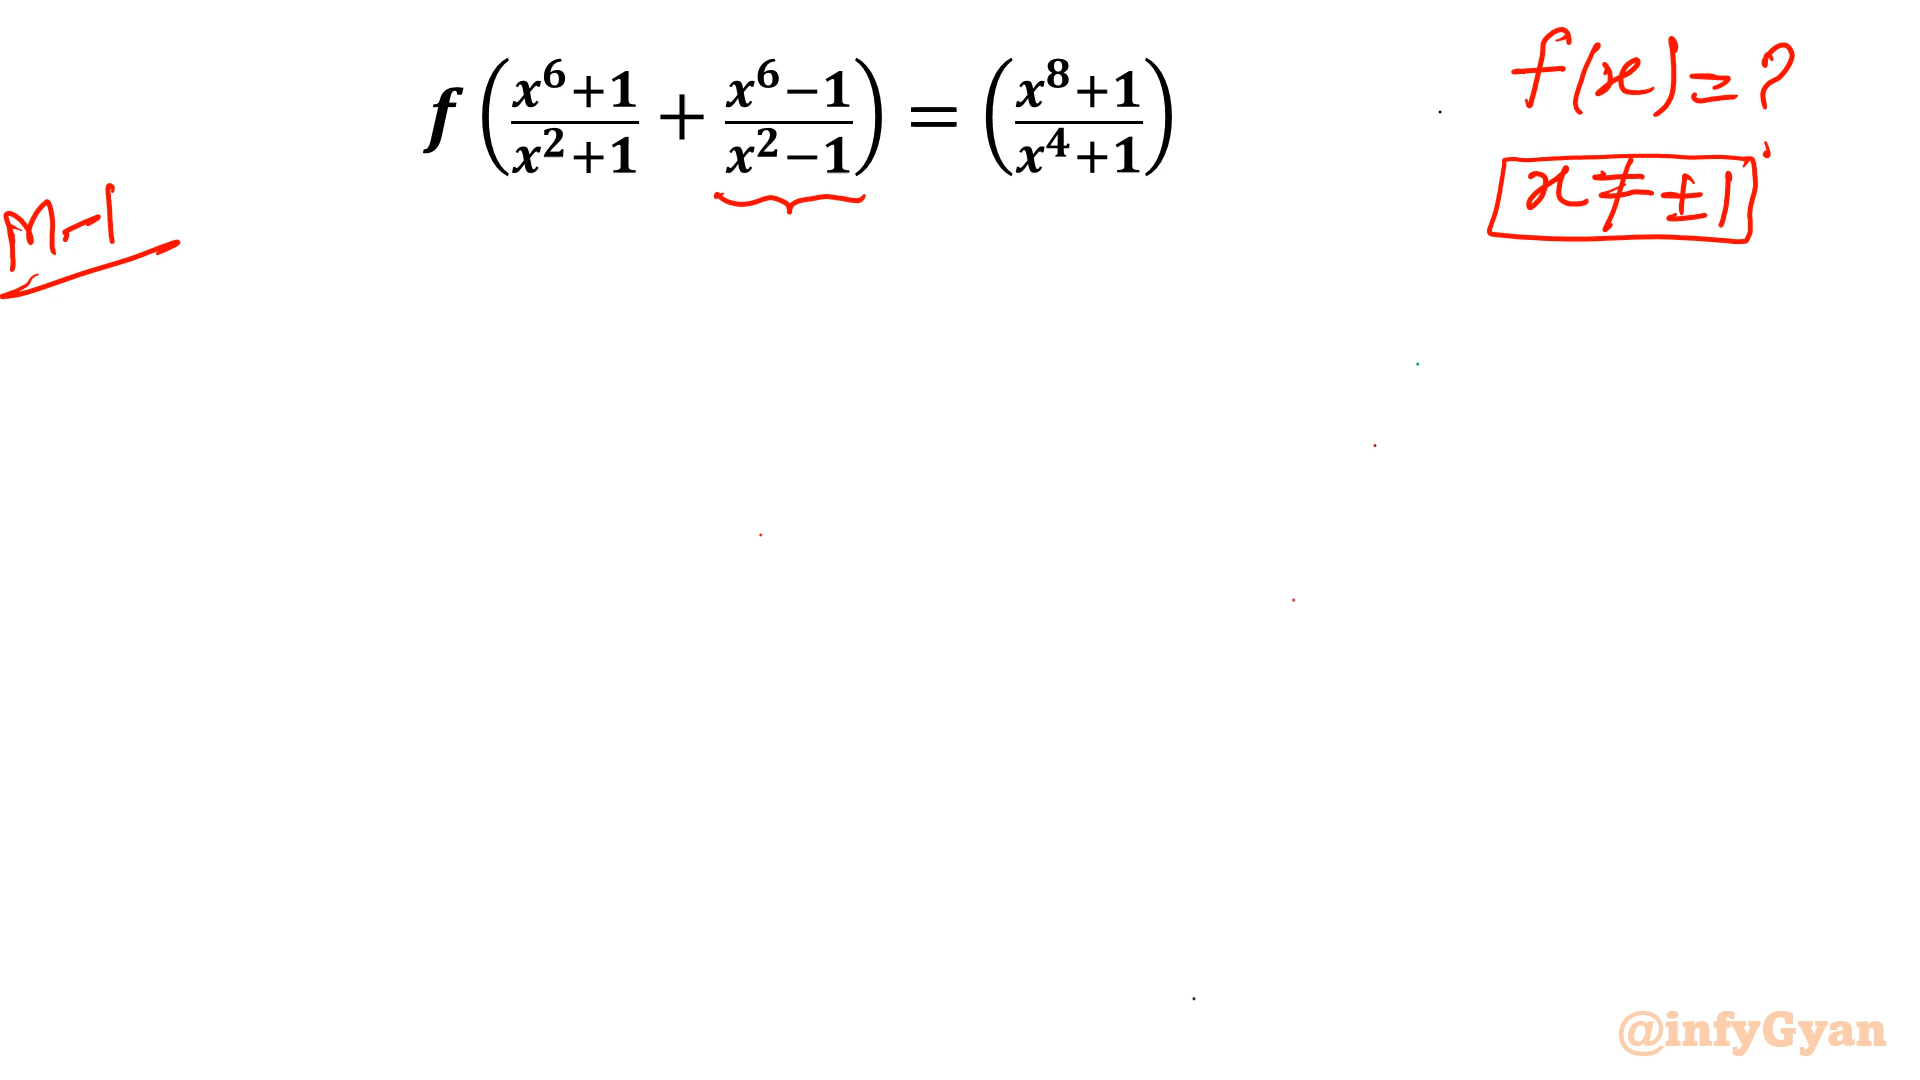 f(x^6+1/x^2+1 + x^6−1/x^2−1) = (x^8+1/x^4+1)
f(x)=?
x≠±1
M-1
@infyGyan